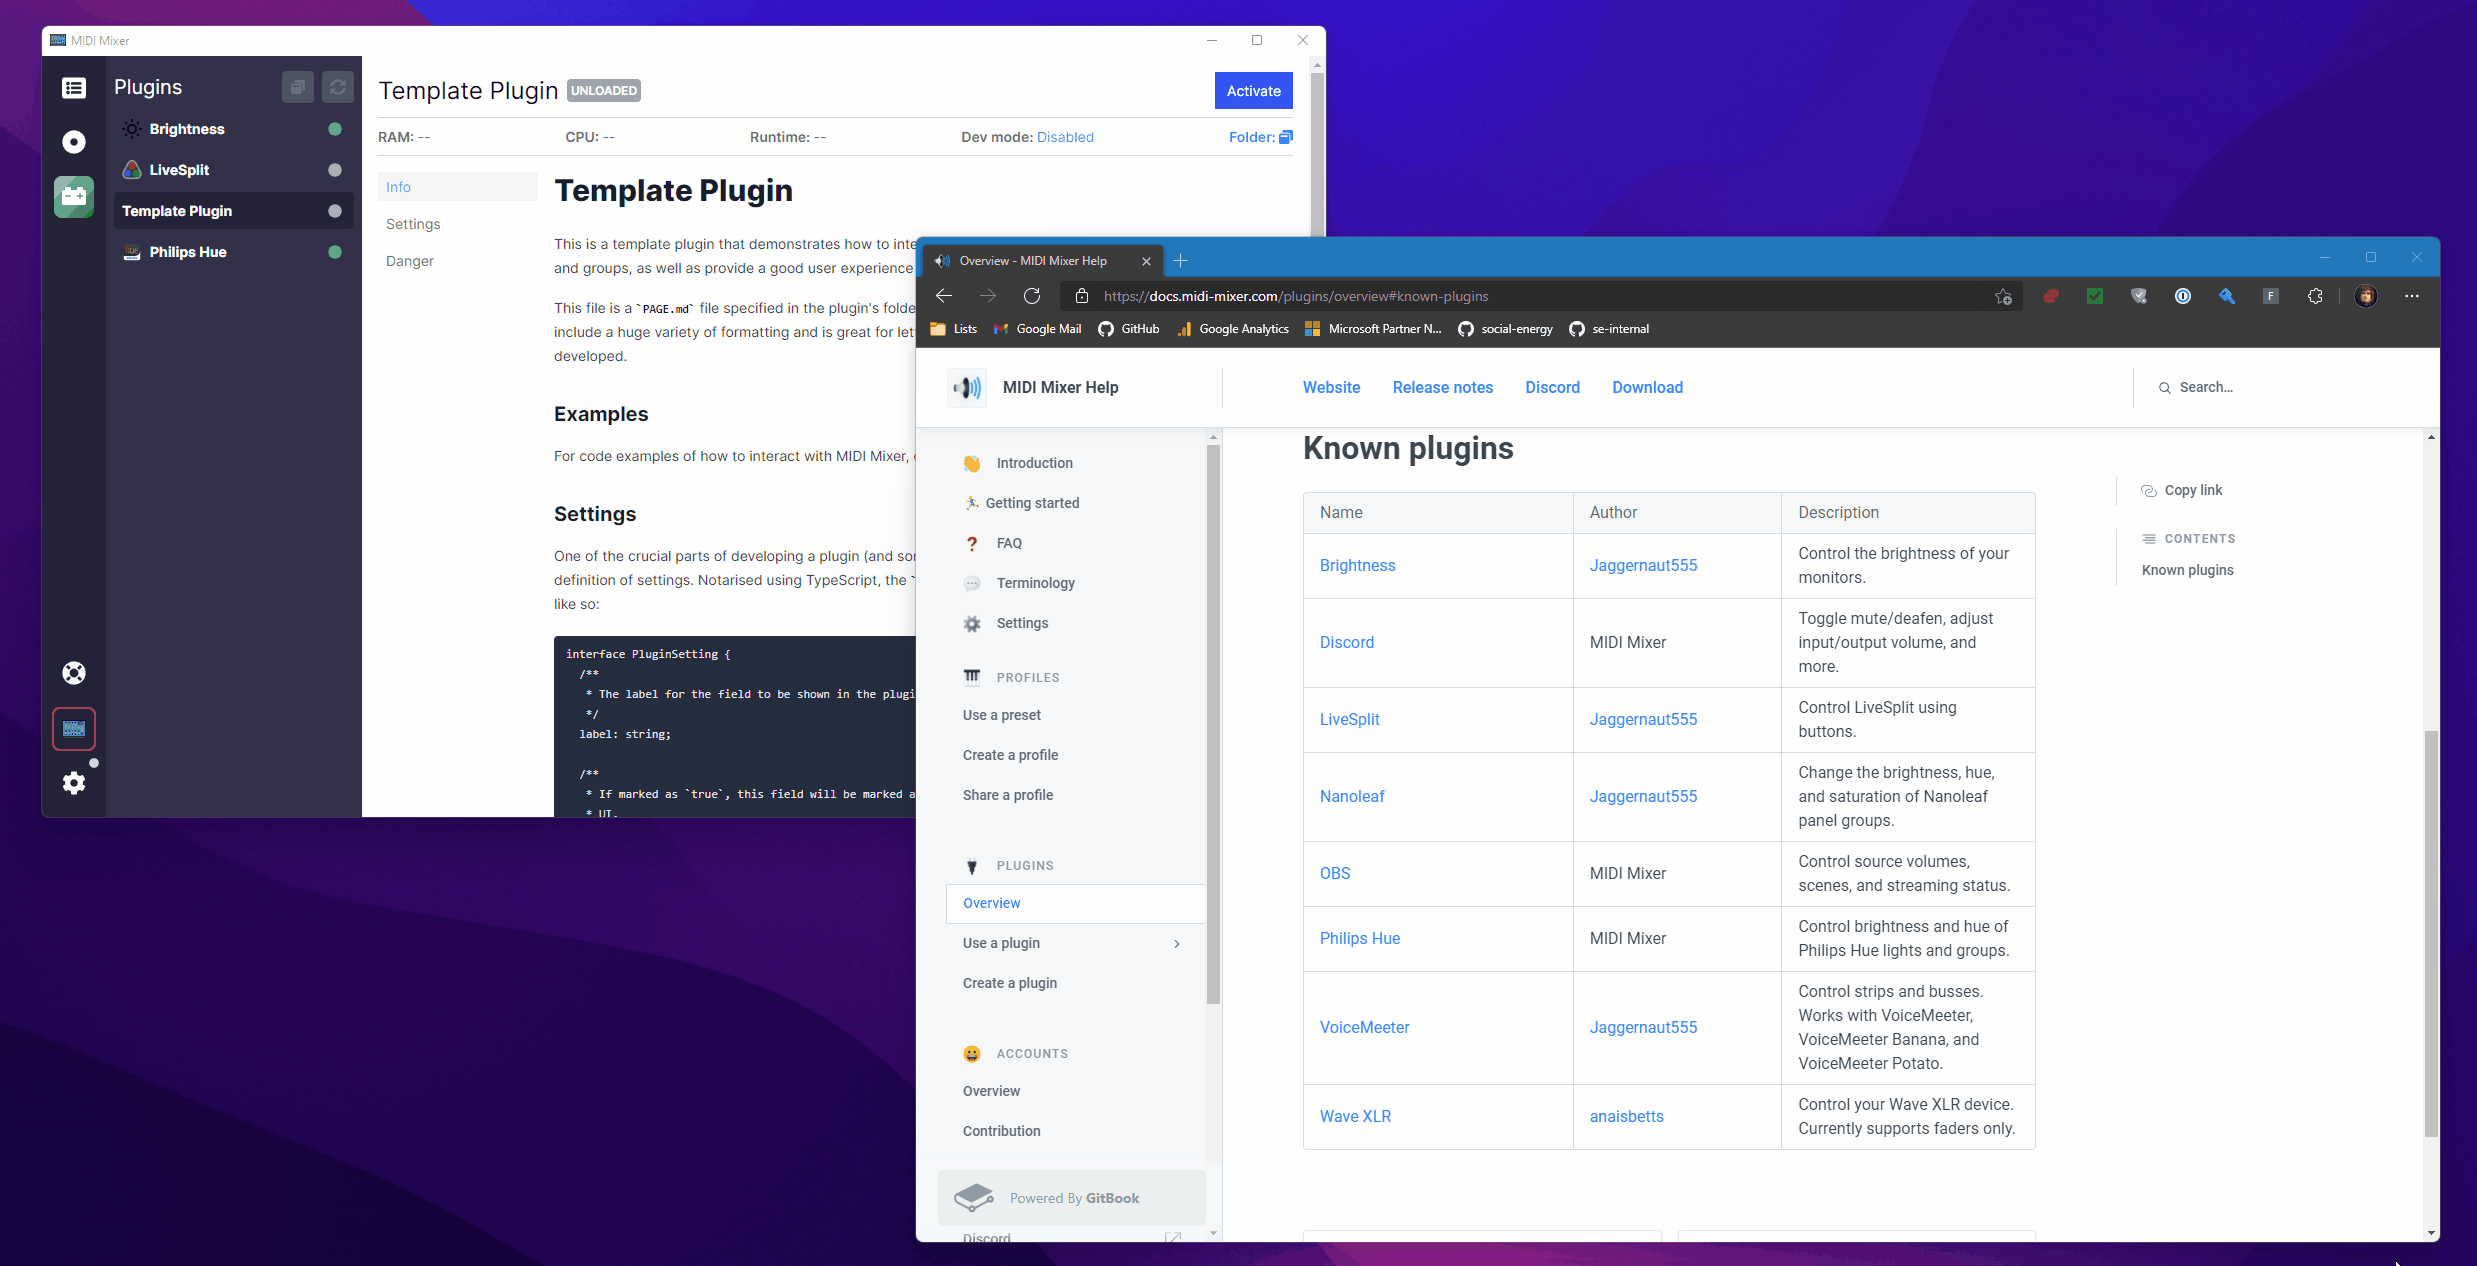 MIDI Mixer
Plugins
Brightness
LiveSplit
Template Plugin
Philips Hue
Template Plugin UNLOADED
Activate
RAM: -- CPU: -- Runtime: -- Dev mode: Disabled Folder:
Info
Settings
Danger
Template Plugin
This is a template plugin that demonstrates how to inte
and groups, as well as provide a good user experience
This file is a `PAGE.md` file specified in the plugin's folde
include a huge variety of formatting and is great for let
developed.
Examples
For code examples of how to interact with MIDI Mixer,
Settings
One of the crucial parts of developing a plugin (and so
definition of settings. Notarised using TypeScript, the `
like so:
interface PluginSetting {
/**
* The label for the field to be shown in the plugi
*/
label: string;
/**
* If marked as `true`, this field will be marked a
* UI.
Overview - MIDI Mixer Help
https://docs.midi-mixer.com/plugins/overview#known-plugins
F
Lists Google Mail GitHub Google Analytics Microsoft Partner N... social-energy se-internal
MIDI Mixer Help
Website Release notes Discord Download
Search...
Introduction
Getting started
FAQ
Terminology
Settings
PROFILES
Use a preset
Create a profile
Share a profile
PLUGINS
Overview
Use a plugin
Create a plugin
ACCOUNTS
Overview
Contribution
Powered By GitBook
Discord
Known plugins
Name Author Description
Brightness Jaggernaut555 Control the brightness of your
monitors.
Discord MIDI Mixer Toggle mute/deafen, adjust
input/output volume, and
more.
LiveSplit Jaggernaut555 Control LiveSplit using
buttons.
Nanoleaf Jaggernaut555 Change the brightness, hue,
and saturation of Nanoleaf
panel groups.
OBS MIDI Mixer Control source volumes,
scenes, and streaming status.
Philips Hue MIDI Mixer Control brightness and hue of
Philips Hue lights and groups.
VoiceMeeter Jaggernaut555 Control strips and busses.
Works with VoiceMeeter,
VoiceMeeter Banana, and
VoiceMeeter Potato.
Wave XLR anaisbetts Control your Wave XLR device.
Currently supports faders only.
Copy link
CONTENTS
Known plugins